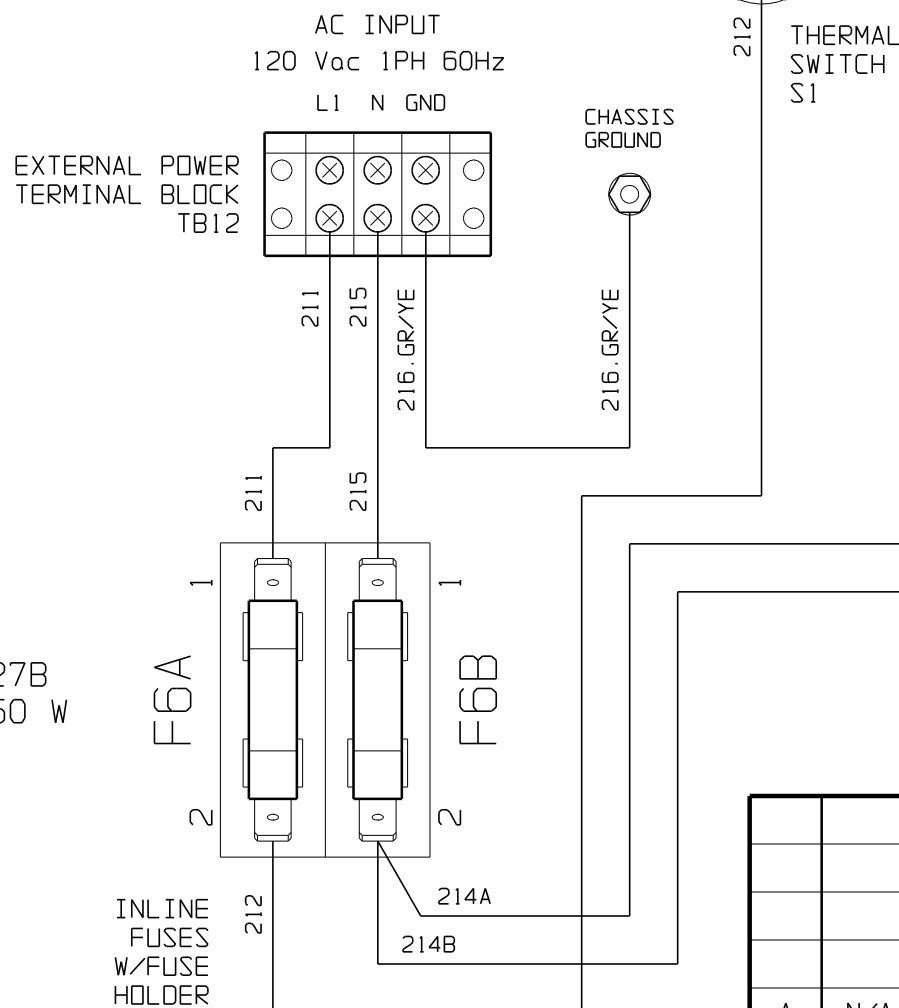 AC INPUT
120 Vac 1PH 60Hz
L1 N GND
212
THERMAL
SWITCH
S1
CHASSIS
GROUND
EXTERNAL POWER
TERMINAL BLOCK
TB12
211
215
216.GR/YE
216.GR/YE
211
215
1
1
27B
50 W
F6A
F6B
2
2
INLINE
FUSES
W/FUSE
HOLDER
212
214A
214B
A N/A